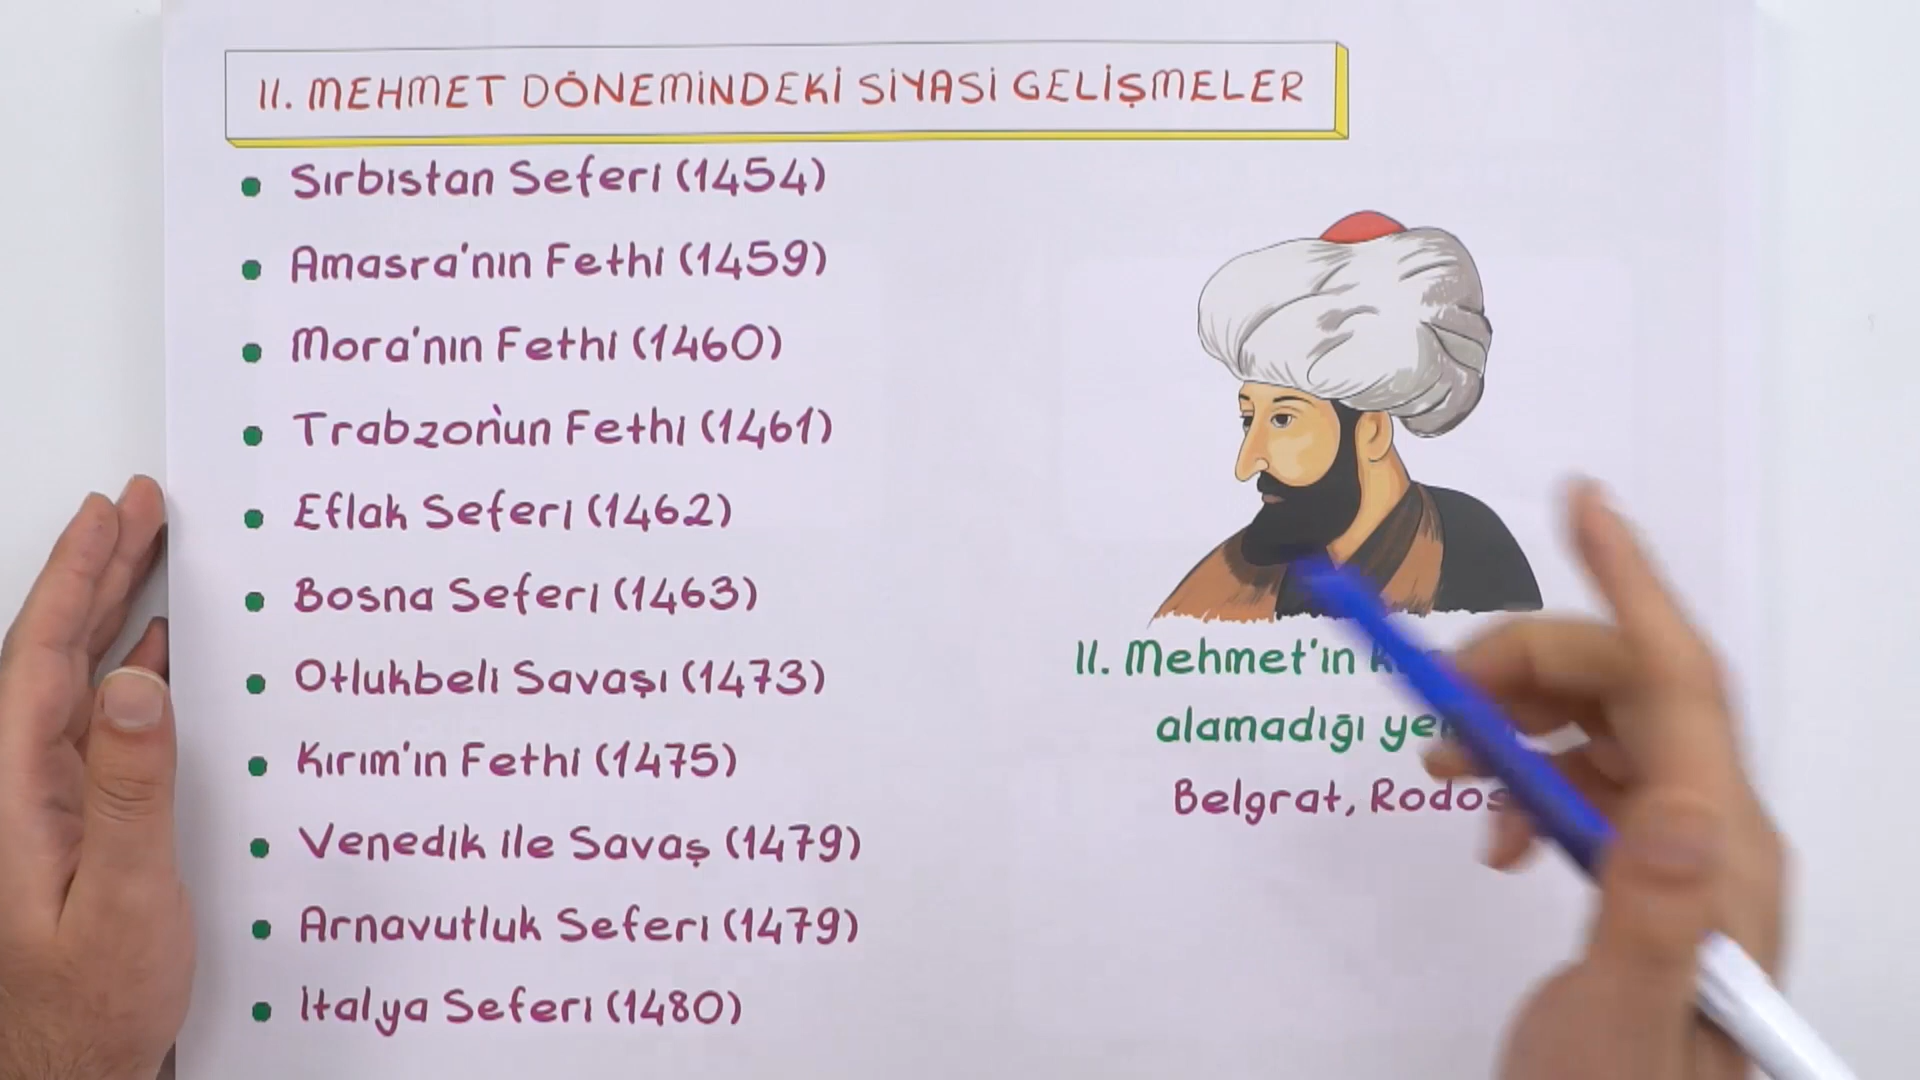 II. MEHMET DÖNEMİNDEKİ SİYASİ GELİŞMELER
Sırbistan Seferi (1454)
Amasra'nın Fethi (1459)
Mora'nın Fethi (1460)
Trabzon'un Fethi (1461)
Eflak Seferi (1462)
Bosna Seferi (1463)
Otlukbeli Savaşı (1473)
Kırım'ın Fethi (1475)
Venedik ile Savaş (1479)
Arnavutluk Seferi (1479)
İtalya Seferi (1480)
II. Mehmet'in
alamadığı
Belgrat, Rodos